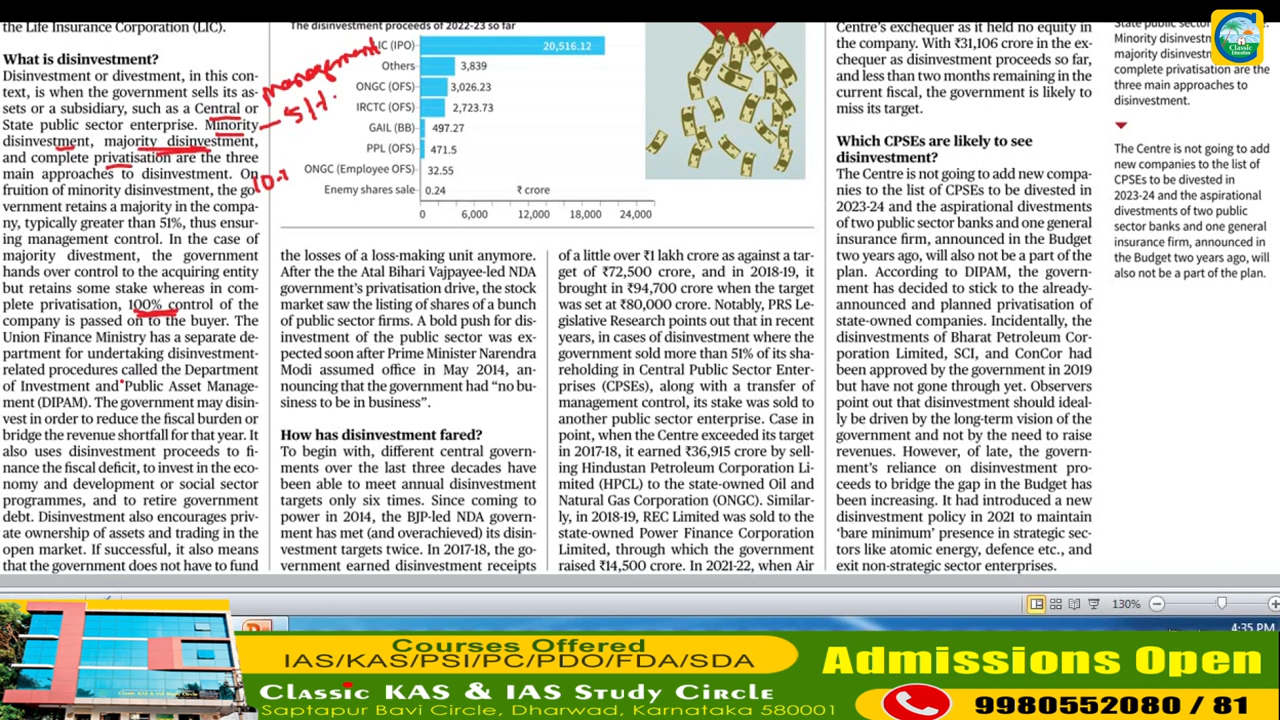 the Life Insurance Corporation (LIC).
What is disinvestment?
Disinvestment or divestment, in this con-
text, is when the government sells its as-
sets or a subsidiary, such as a Central or
State public sector enterprise. Minority
disinvestment, majority disinvestment,
and complete privatisation are the three
main approaches to disinvestment. On
fruition of minority disinvestment, the go-
vernment retains a majority in the compa-
ny, typically greater than 51%, thus ensur-
ing management control. In the case of
majority divestment, the government
hands over control to the acquiring entity
but retains some stake whereas in com-
plete privatisation, 100% control of the
company is passed on to the buyer. The
Union Finance Ministry has a separate de-
partment for undertaking disinvestment-
related procedures called the Department
of Investment and Public Asset Manage-
ment (DIPAM). The government may disin-
vest in order to reduce the fiscal burden or
bridge the revenue shortfall for that year. It
also uses disinvestment proceeds to fi-
nance the fiscal deficit, to invest in the eco-
nomy and development or social sector
programmes, and to retire government
debt. Disinvestment also encourages priv-
ate ownership of assets and trading in the
open market. If successful, it also means
that the government does not have to fund
management
51%
The disinvestment proceeds of 2022-23 so far
IC (IPO) 20,516.12
Others 3,839
ONGC (OFS) 3,026.23
IRCTC (OFS) 2,723.73
GAIL (BB) 497.27
PPL (OFS) 471.5
ONGC (Employee OFS) 32.55
Enemy shares sale 0.24 ₹ crore
0 6,000 12,000 18,000 24,000
the losses of a loss-making unit anymore.
After the the Atal Bihari Vajpayee-led NDA
government's privatisation drive, the stock
market saw the listing of shares of a bunch
of public sector firms. A bold push for dis-
investment of the public sector was ex-
pected soon after Prime Minister Narendra
Modi assumed office in May 2014, an-
nouncing that the government had "no bu-
siness to be in business".
How has disinvestment fared?
To begin with, different central govern-
ments over the last three decades have
been able to meet annual disinvestment
targets only six times. Since coming to
power in 2014, the BJP-led NDA govern-
ment has met (and overachieved) its disin-
vestment targets twice. In 2017-18, the go-
vernment earned disinvestment receipts
of a little over ₹1 lakh crore as against a tar-
get of ₹72,500 crore, and in 2018-19, it
brought in ₹94,700 crore when the target
was set at ₹80,000 crore. Notably, PRS Le-
gislative Research points out that in recent
years, in cases of disinvestment where the
government sold more than 51% of its sha-
reholding in Central Public Sector Enter-
prises (CPSEs), along with a transfer of
management control, its stake was sold to
another public sector enterprise. Case in
point, when the Centre exceeded its target
in 2017-18, it earned ₹36,915 crore by sell-
ing Hindustan Petroleum Corporation Li-
mited (HPCL) to the state-owned Oil and
Natural Gas Corporation (ONGC). Similar-
ly, in 2018-19, REC Limited was sold to the
state-owned Power Finance Corporation
Limited, through which the government
raised ₹14,500 crore. In 2021-22, when Air
Centre's exchequer as it held no equity in
the company. With ₹31,106 crore in the ex-
chequer as disinvestment proceeds so far,
and less than two months remaining in the
current fiscal, the government is likely to
miss its target.
Which CPSEs are likely to see
disinvestment?
The Centre is not going to add new compa-
nies to the list of CPSEs to be divested in
2023-24 and the aspirational divestments
of two public sector banks and one general
insurance firm, announced in the Budget
two years ago, will also not be a part of the
plan. According to DIPAM, the govern-
ment has decided to stick to the already-
announced and planned privatisation of
state-owned companies. Incidentally, the
disinvestments of Bharat Petroleum Cor-
poration Limited, SCI, and ConCor had
been approved by the government in 2019
but have not gone through yet. Observers
point out that disinvestment should ideal-
ly be driven by the long-term vision of the
government and not by the need to raise
revenues. However, of late, the govern-
ment's reliance on disinvestment pro-
ceeds to bridge the gap in the Budget has
been increasing. It had introduced a new
disinvestment policy in 2021 to maintain
'bare minimum' presence in strategic sec-
tors like atomic energy, defence etc., and
exit non-strategic sector enterprises.
State public sector
Minority disinvestm
majority disinvestm
complete privatisation are the
three main approaches to
disinvestment.
The Centre is not going to add
new companies to the list of
CPSEs to be divested in
2023-24 and the aspirational
divestments of two public
sector banks and one general
insurance firm, announced in
the Budget two years ago, will
also not be a part of the plan.
Classic
Education
130%
4:35 PM
Courses Offered
IAS/KAS/PSI/PC/PDO/FDA/SDA
Classic KAS & IAS Study Circle
Saptapur Bavi Circle, Dharwad, Karnataka 580001
Admissions Open
9980552080 / 81